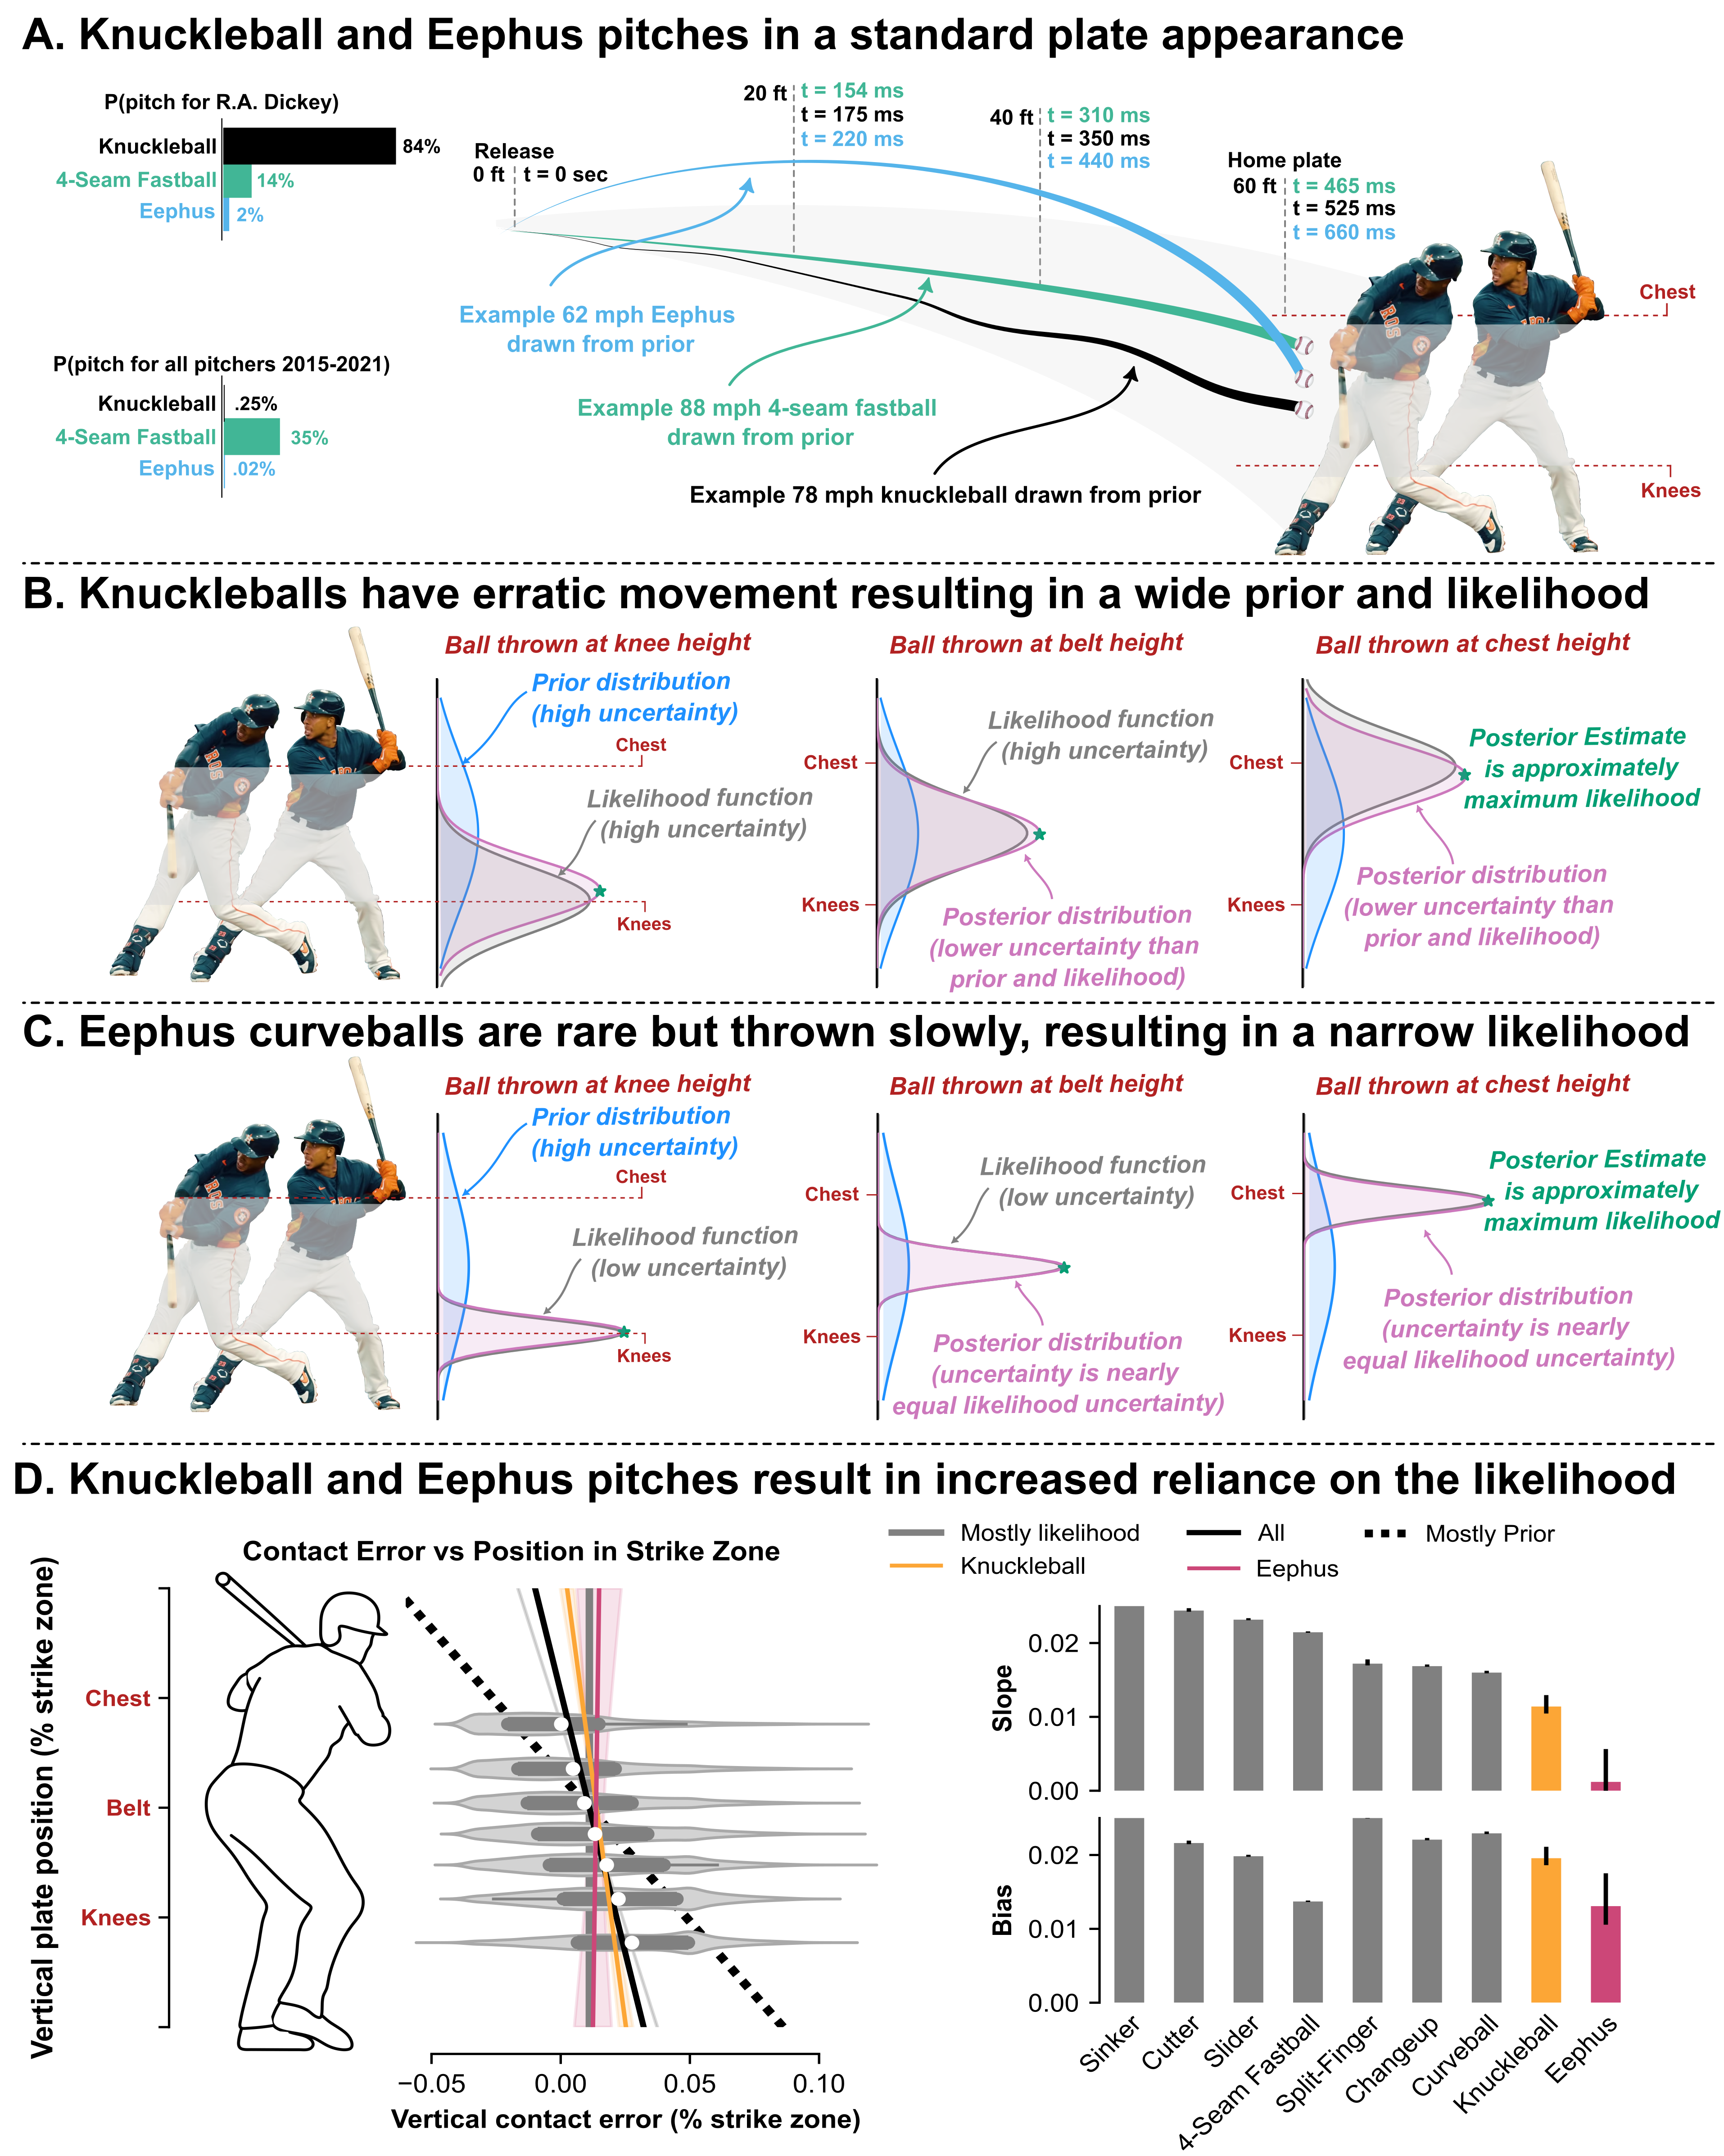 A. Knuckleball and Eephus pitches in a standard plate appearance
P(pitch for R.A. Dickey)
Knuckleball 84%
4-Seam Fastball 14%
Eephus 2%
P(pitch for all pitchers 2015-2021)
Knuckleball .25%
4-Seam Fastball 35%
Eephus .02%
Release
0 ft t = 0 sec
20 ft t = 154 ms
t = 175 ms
t = 220 ms
40 ft t = 310 ms
t = 350 ms
t = 440 ms
Home plate
60 ft t = 465 ms
t = 525 ms
t = 660 ms
Example 62 mph Eephus
drawn from prior
Example 88 mph 4-seam fastball
drawn from prior
Example 78 mph knuckleball drawn from prior
Chest
Knees
B. Knuckleballs have erratic movement resulting in a wide prior and likelihood
Ball thrown at knee height
Prior distribution
(high uncertainty)
Chest
Likelihood function
(high uncertainty)
Knees
Ball thrown at belt height
Likelihood function
(high uncertainty)
Chest
Knees
Posterior distribution
(lower uncertainty than
prior and likelihood)
Ball thrown at chest height
Chest
Posterior Estimate
is approximately
maximum likelihood
Knees
Posterior distribution
(lower uncertainty than
prior and likelihood)
C. Eephus curveballs are rare but thrown slowly, resulting in a narrow likelihood
Ball thrown at knee height
Prior distribution
(high uncertainty)
Chest
Likelihood function
(low uncertainty)
Knees
Ball thrown at belt height
Likelihood function
(low uncertainty)
Chest
Knees
Posterior distribution
(uncertainty is nearly
equal likelihood uncertainty)
Ball thrown at chest height
Chest
Posterior Estimate
is approximately
maximum likelihood
Knees
Posterior distribution
(uncertainty is nearly
equal likelihood uncertainty)
D. Knuckleball and Eephus pitches result in increased reliance on the likelihood
Contact Error vs Position in Strike Zone
Vertical plate position (% strike zone)
Chest
Belt
Knees
−0.05 0.00 0.05 0.10
Vertical contact error (% strike zone)
Mostly likelihood All Mostly Prior
Knuckleball Eephus
Slope
0.02
0.01
0.00
Bias
0.02
0.01
0.00
Sinker
Cutter
Slider
4-Seam Fastball
Split-Finger
Changeup
Curveball
Knuckleball
Eephus